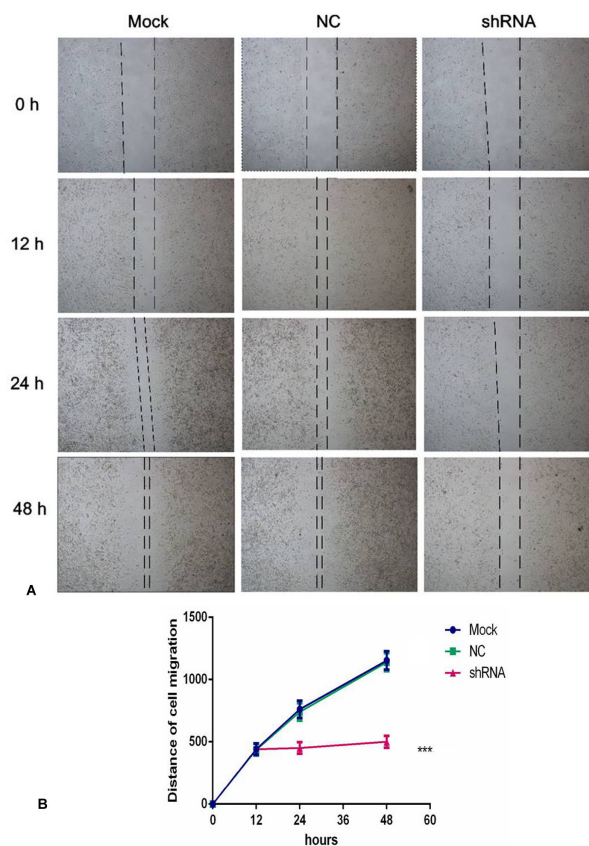 Mock NC shRNA
0 h
12 h
24 h
48 h
A
1500
1000
500
0
0 12 24 36 48 60
hours
Distance of cell migration
Mock
NC
shRNA
***
B